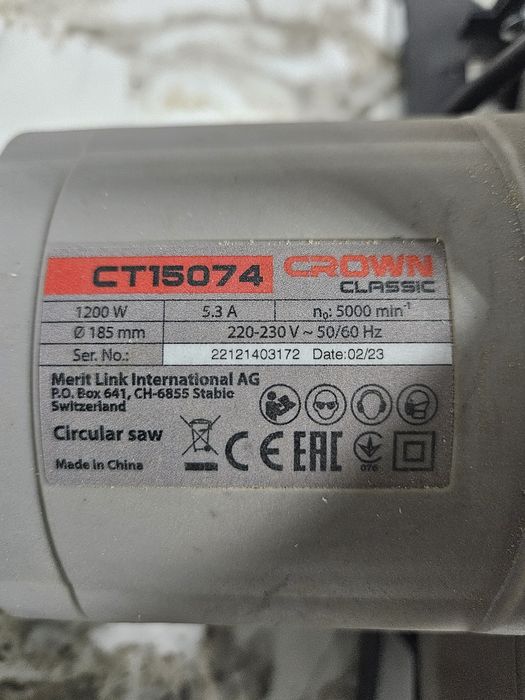 CT15074 CROWN
CLASSIC
1200 W 5.3 A n₀: 5000 min⁻¹
Ø 185 mm 220-230 V ~ 50/60 Hz
Ser. No.: 22121403172 Date:02/23
Merit Link International AG
P.O. Box 641, CH-6855 Stabio
Switzerland
Circular saw
CE EAC
076
Made in China